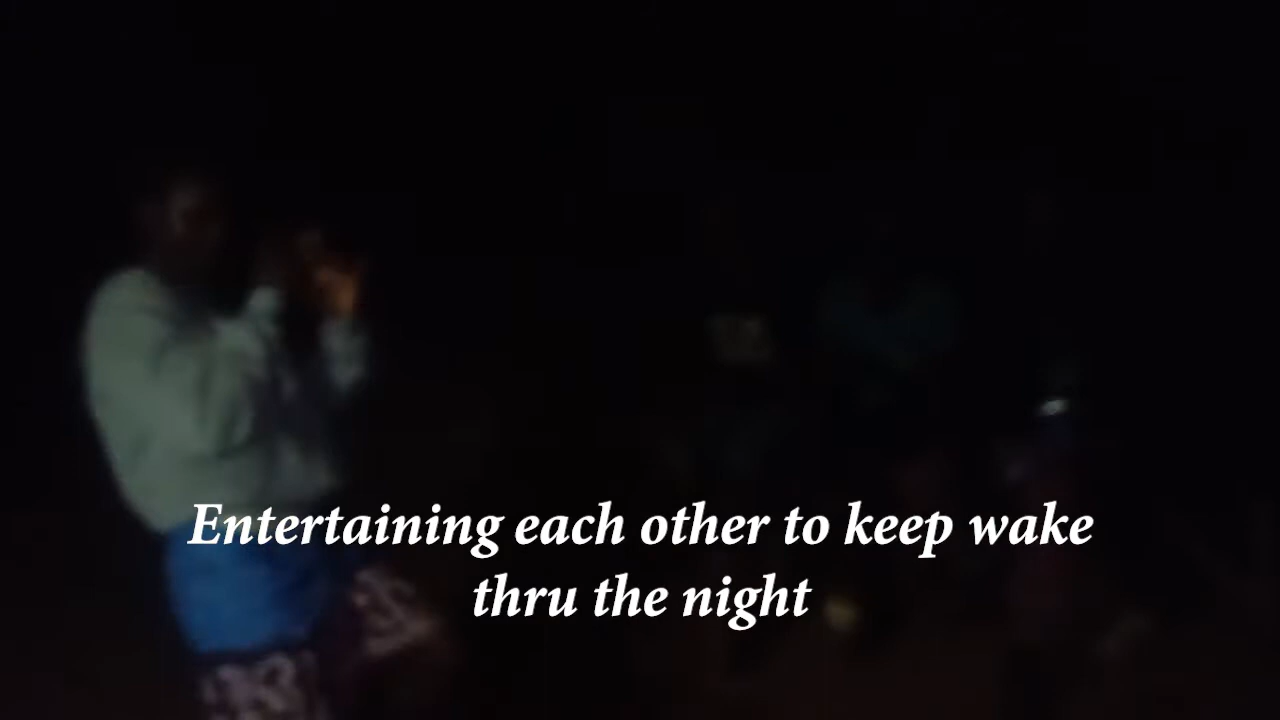 Entertaining each other to keep wake
thru the night